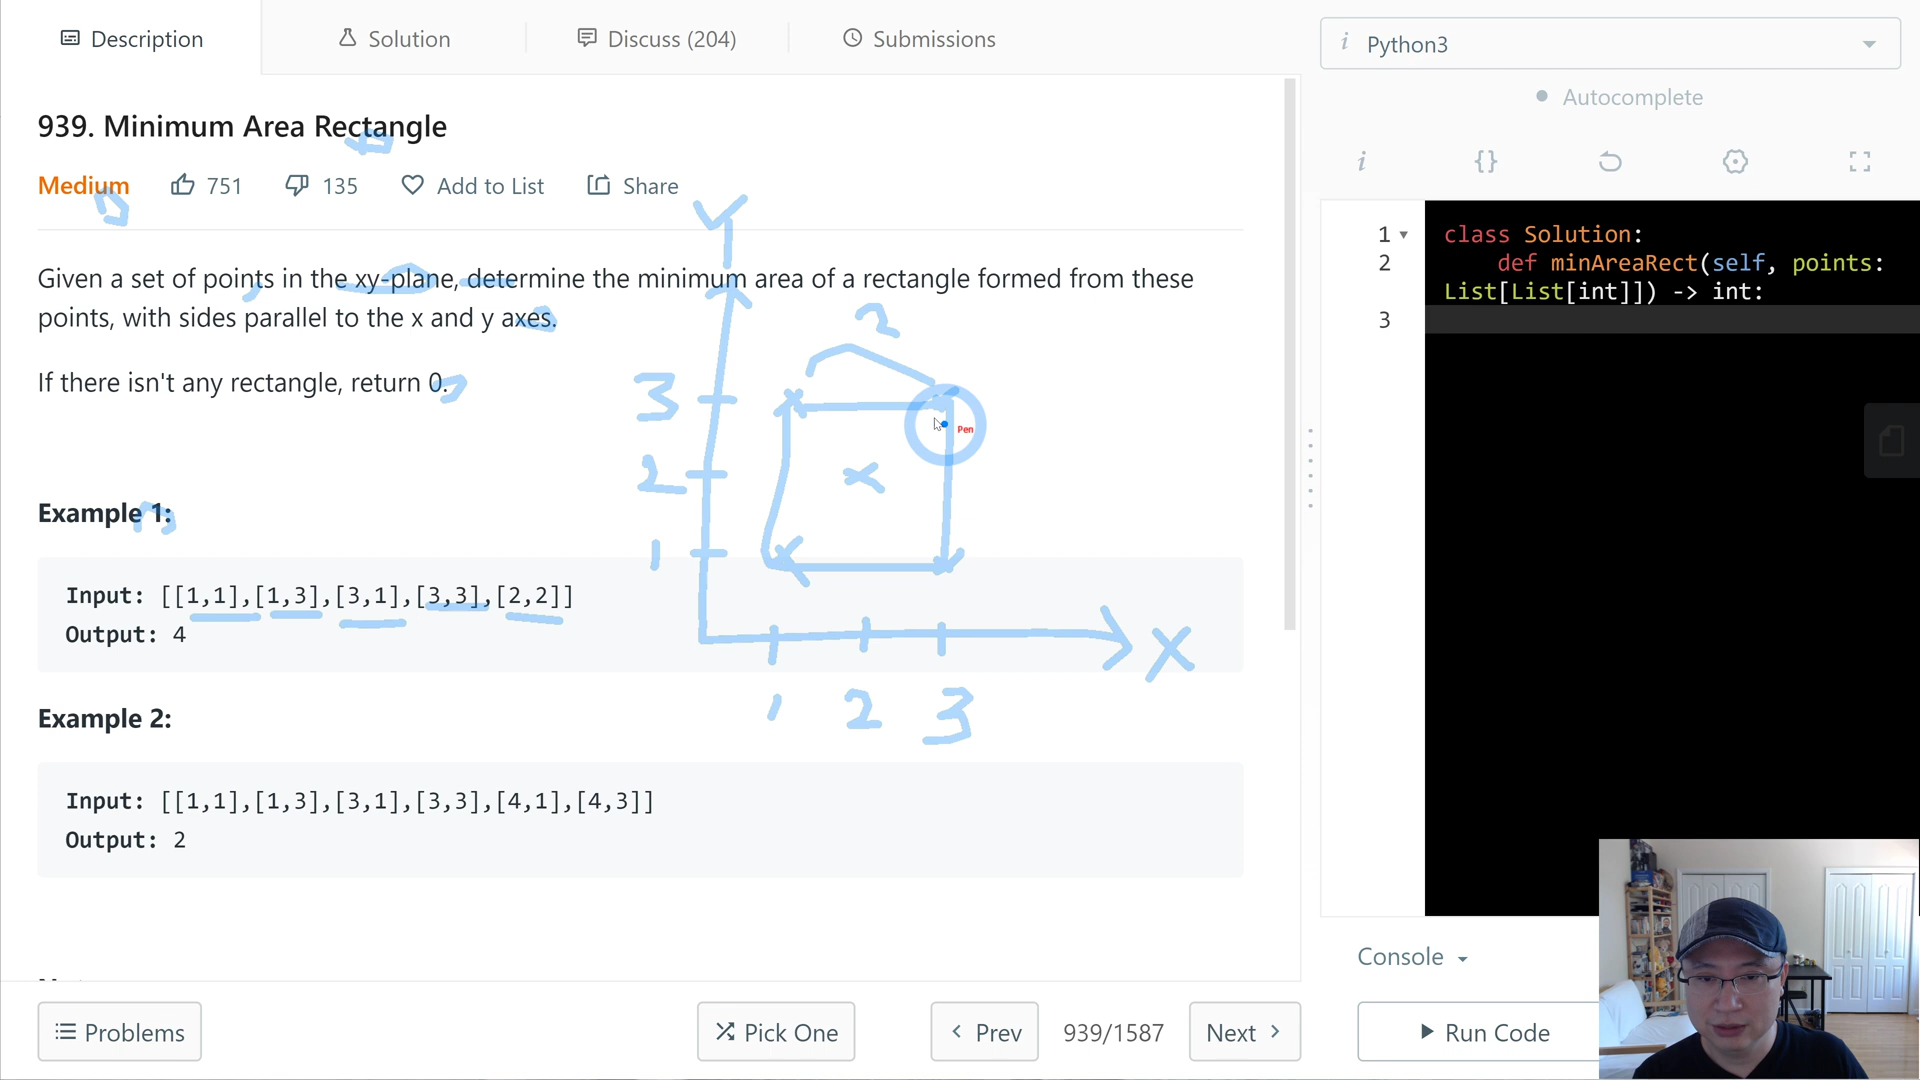 Description
Solution
Discuss (204)
Submissions
Python3
Autocomplete
939. Minimum Area Rectangle
Medium
751
135
Add to List
Share
Given a set of points in the xy-plane, determine the minimum area of a rectangle formed from these
points, with sides parallel to the x and y axes.
If there isn't any rectangle, return 0.
Example 1:
Input: [[1,1],[1,3],[3,1],[3,3],[2,2]]
Output: 4
Example 2:
Input: [[1,1],[1,3],[3,1],[3,3],[4,1],[4,3]]
Output: 2
Y
2
3
2
1
x
X
1 2 3
Pen
1 class Solution:
2 def minAreaRect(self, points:
List[List[int]]) -> int:
3
Console
Problems
Pick One
Prev
939/1587
Next
Run Code